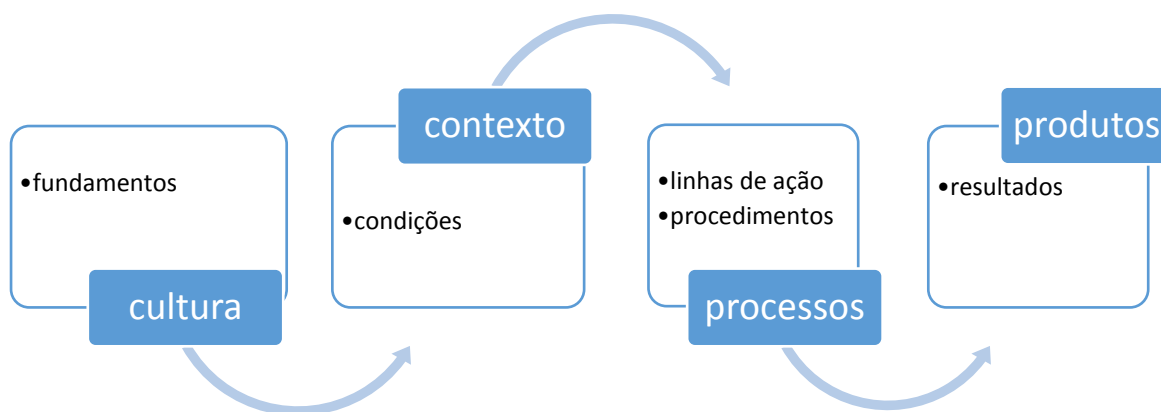 •fundamentos
cultura
contexto
•condições
•linhas de ação
•procedimentos
processos
produtos
•resultados